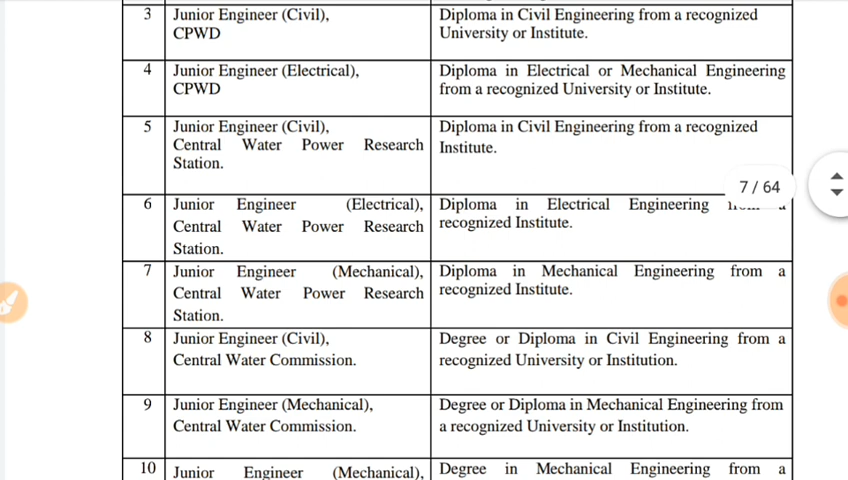 3 Junior Engineer (Civil), Diploma in Civil Engineering from a recognized
CPWD University or Institute.
4 Junior Engineer (Electrical), Diploma in Electrical or Mechanical Engineering
CPWD from a recognized University or Institute.
5 Junior Engineer (Civil), Diploma in Civil Engineering from a recognized
Central Water Power Research Institute.
Station.
7 / 64
6 Junior Engineer (Electrical), Diploma in Electrical Engineering
Central Water Power Research recognized Institute.
Station.
7 Junior Engineer (Mechanical), Diploma in Mechanical Engineering from a
Central Water Power Research recognized Institute.
Station.
8 Junior Engineer (Civil), Degree or Diploma in Civil Engineering from a
Central Water Commission. recognized University or Institution.
9 Junior Engineer (Mechanical), Degree or Diploma in Mechanical Engineering from
Central Water Commission. a recognized University or Institution.
10 Junior Engineer (Mechanical), Degree in Mechanical Engineering from a